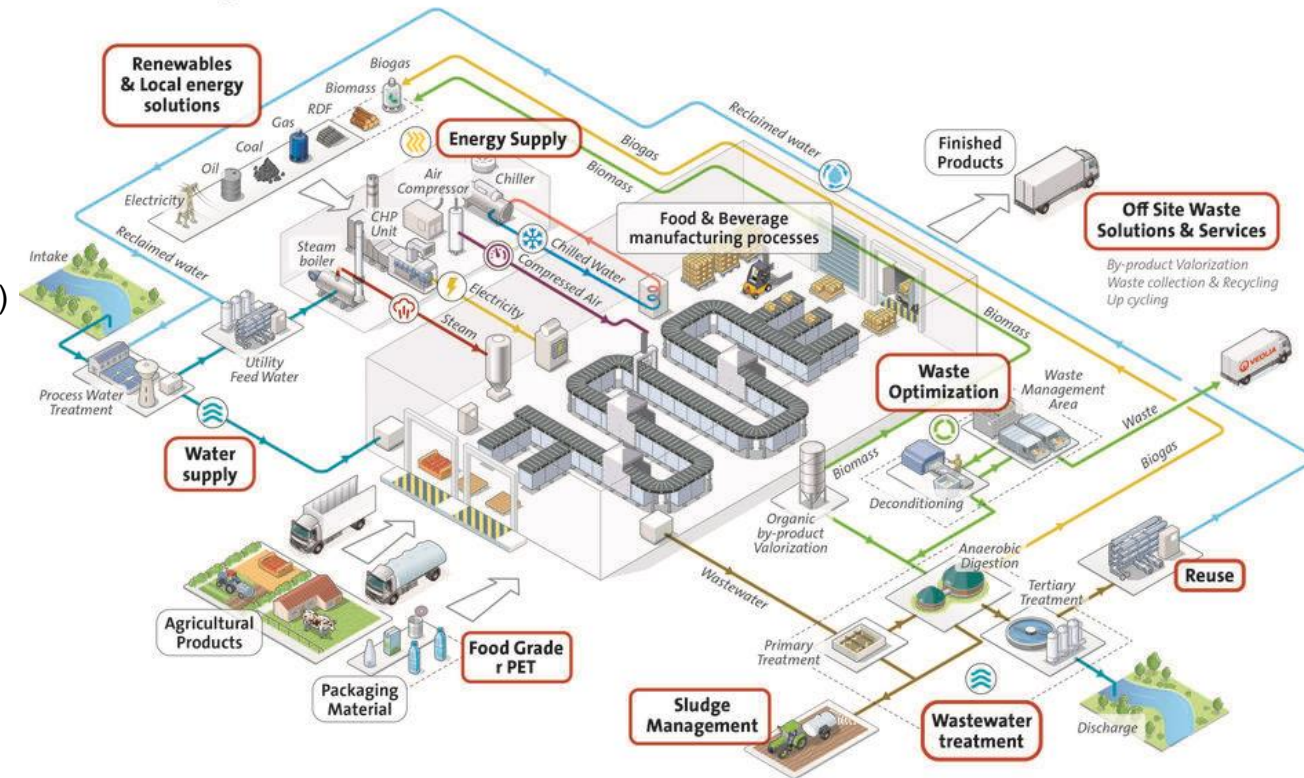 Renewables
& Local energy
solutions
Biogas
Biomass
RDF
Gas
Coal
Oil
Electricity
Energy Supply
Biogas
Biomass
Reclaimed water
Finished
Products
Air
Compressor
Chiller
CHP
Unit
Steam
boiler
Food & Beverage
manufacturing processes
Off Site Waste
Solutions & Services
By-product Valorization
Waste collection & Recycling
Up cycling
Intake
Reclaimed water
Chilled Water
Compressed Air
Electricity
Steam
)
Utility
Feed Water
Process Water
Treatment
Water
supply
Biomass
Waste
Optimization
Waste
Management
Area
VEOLIA
Waste
Biogas
Biomass
Deconditioning
Organic
by-product
Valorization
Anaerobic
Digestion
Tertiary
Treatment
Reuse
Wastewater
Primary
Treatment
Agricultural
Products
Food Grade
r PET
Packaging
Material
Sludge
Management
Wastewater
treatment
Discharge